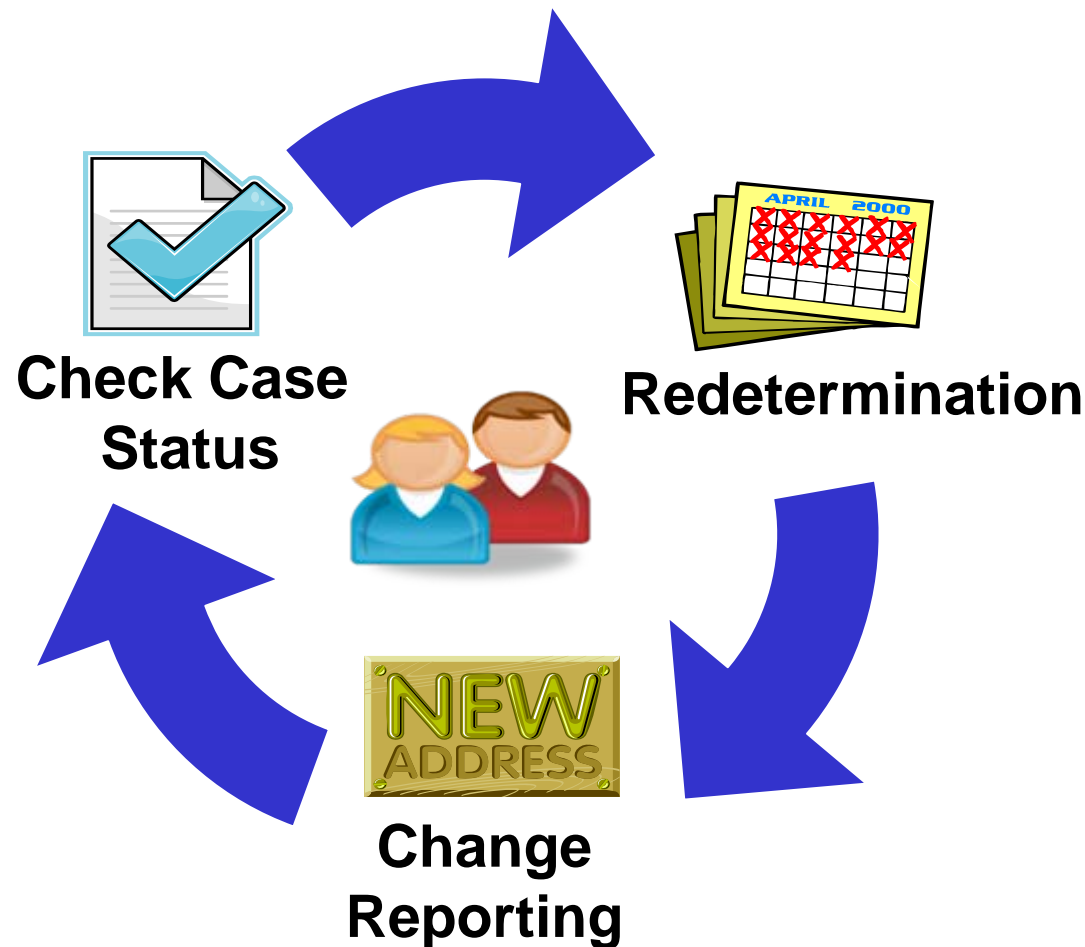 APRIL 2000
Check Case
Status
Redetermination
NEW
ADDRESS
Change
Reporting